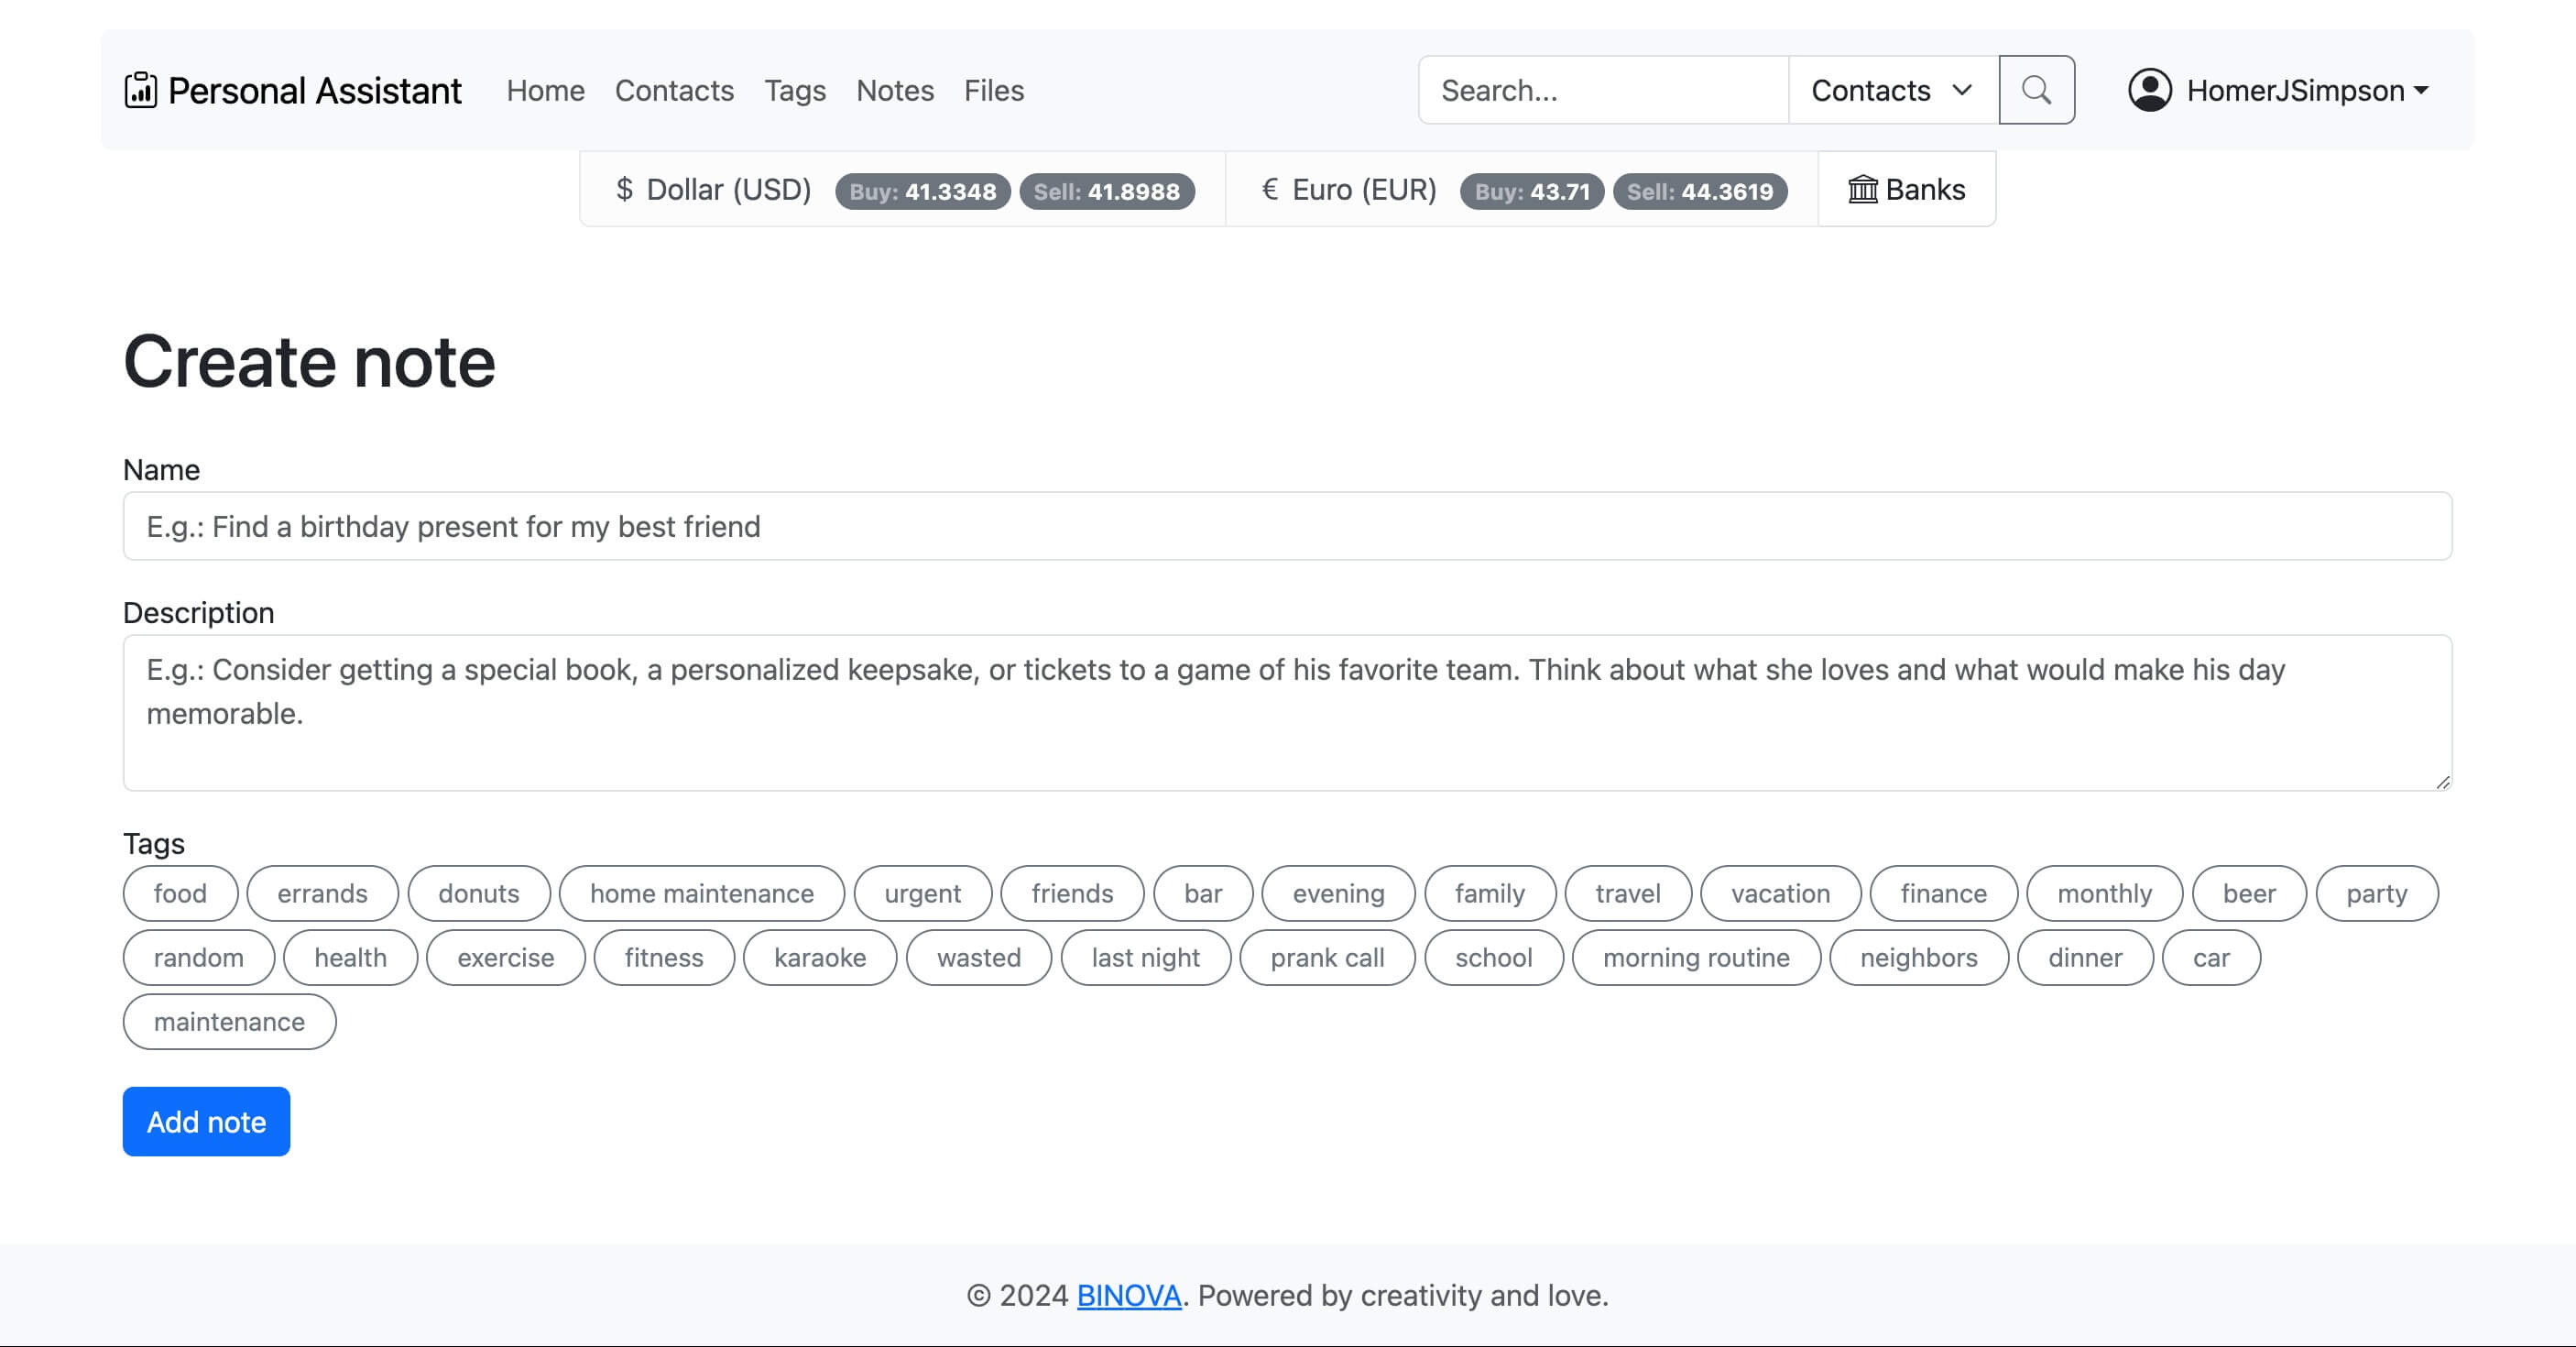 Personal Assistant Home Contacts Tags Notes Files Search... Contacts HomerJSimpson
$ Dollar (USD) Buy: 41.3348 Sell: 41.8988 € Euro (EUR) Buy: 43.71 Sell: 44.3619 Banks
Create note
Name
E.g.: Find a birthday present for my best friend
Description
E.g.: Consider getting a special book, a personalized keepsake, or tickets to a game of his favorite team. Think about what she loves and what would make his day
memorable.
Tags
food errands donuts home maintenance urgent friends bar evening family travel vacation finance monthly beer party
random health exercise fitness karaoke wasted last night prank call school morning routine neighbors dinner car
maintenance
Add note
© 2024 BINOVA. Powered by creativity and love.